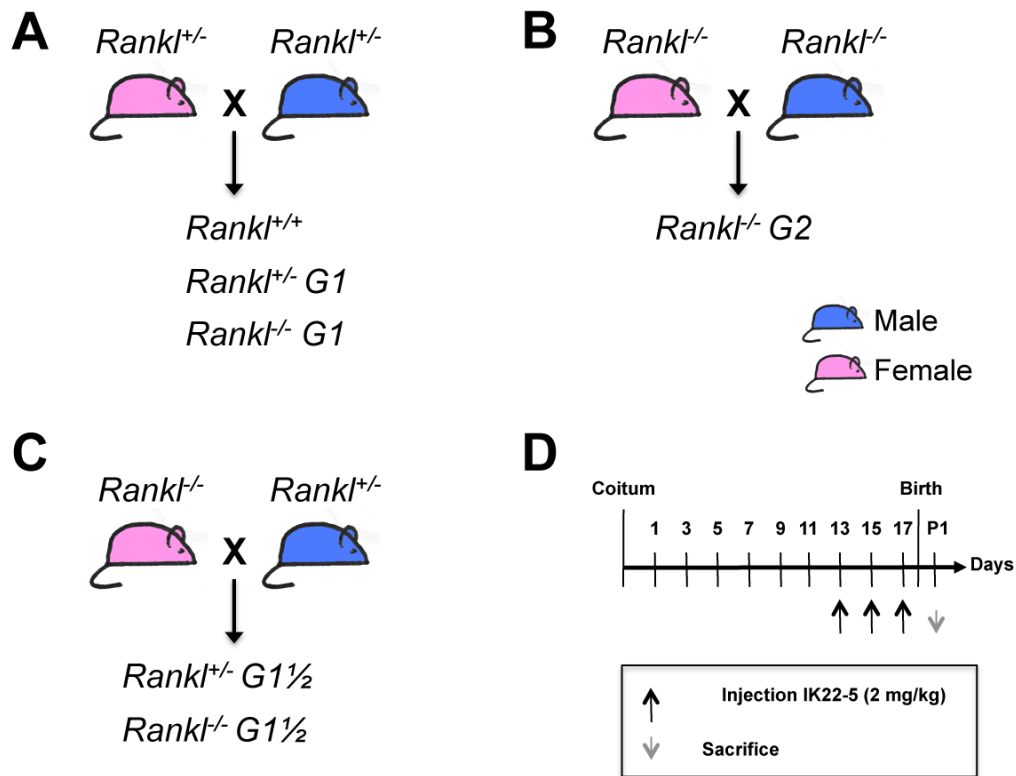 A
Rankl+/- Rankl+/-
X
Rankl+/+
Rankl+/- G1
Rankl-/- G1
B
Rankl-/- Rankl-/-
X
Rankl-/- G2
Male
Female
C
Rankl-/- Rankl+/-
X
Rankl+/- G1½
Rankl-/- G1½
D
Coitum Birth
1 3 5 7 9 11 13 15 17 P1
Days
Injection IK22-5 (2 mg/kg)
Sacrifice